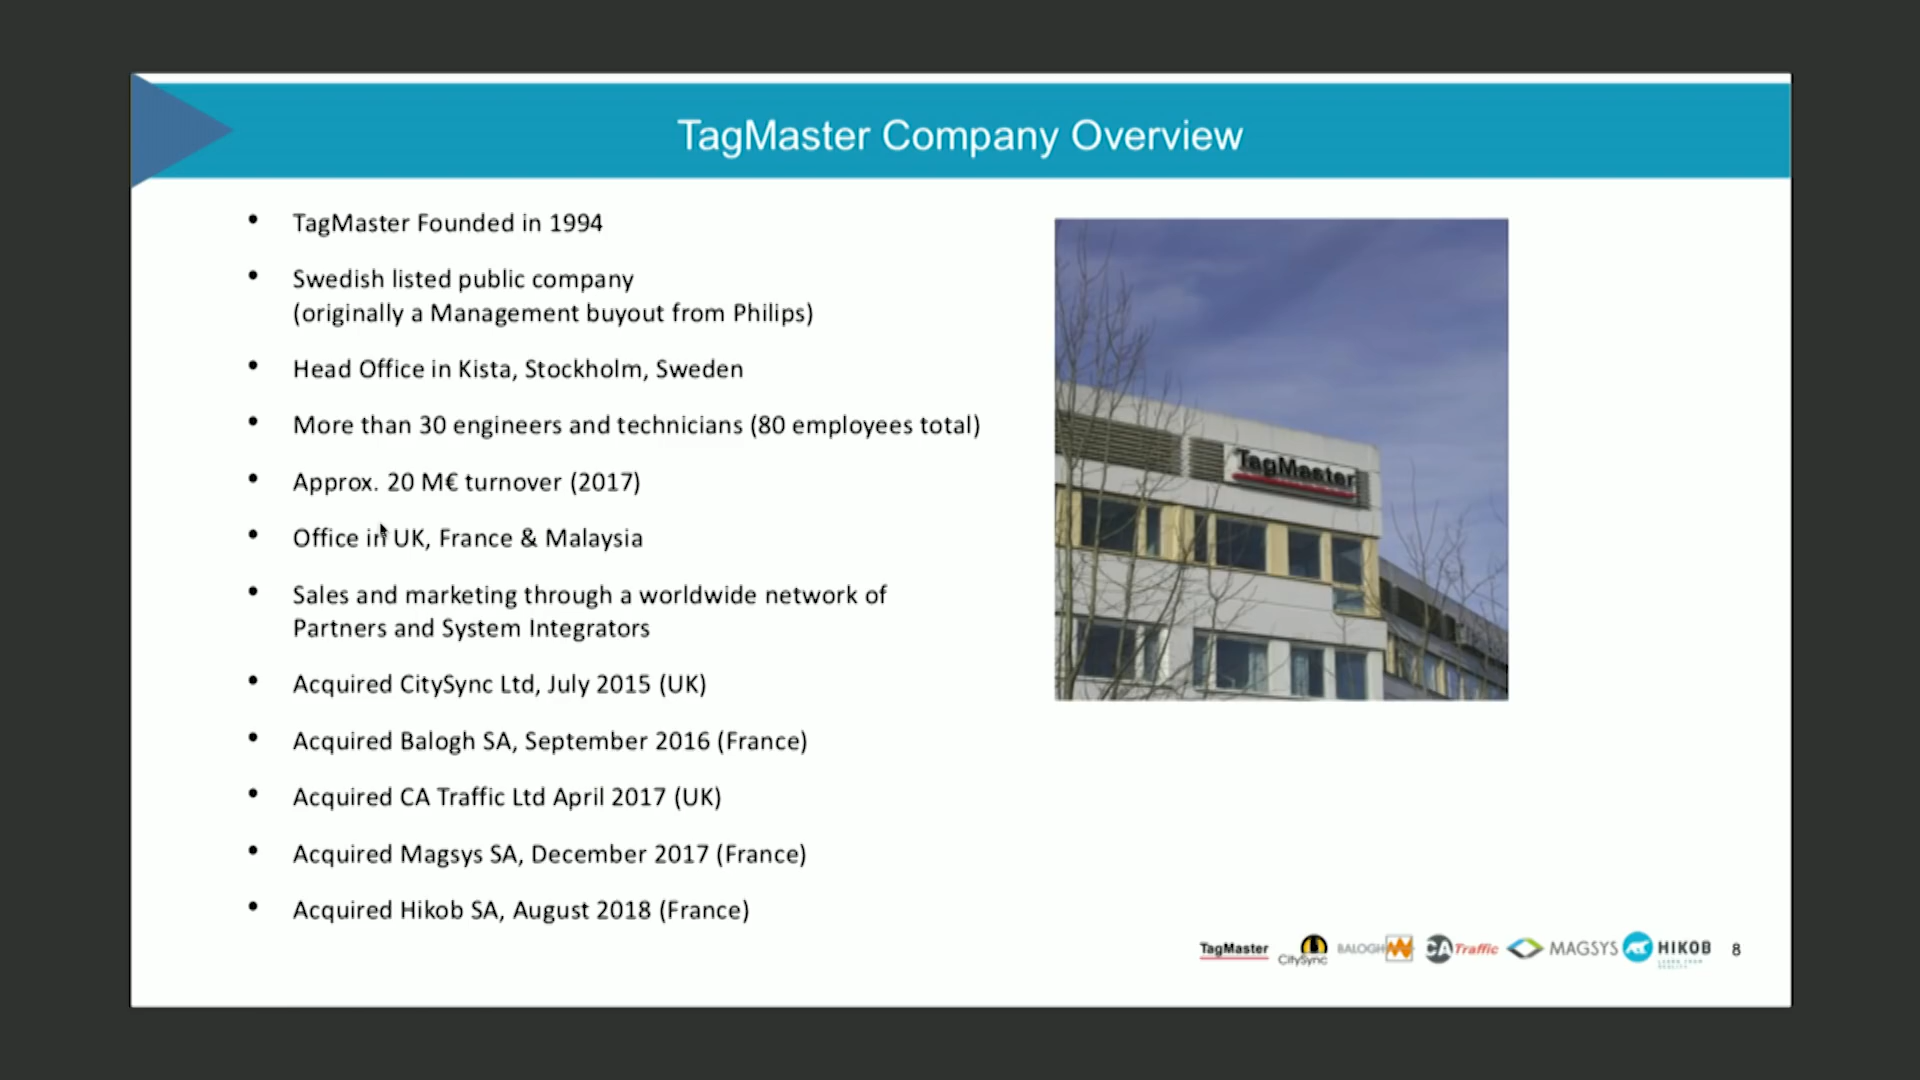 TagMaster Company Overview
• TagMaster Founded in 1994
• Swedish listed public company
(originally a Management buyout from Philips)
• Head Office in Kista, Stockholm, Sweden
• More than 30 engineers and technicians (80 employees total)
• Approx. 20 M€ turnover (2017)
• Office in UK, France & Malaysia
• Sales and marketing through a worldwide network of
Partners and System Integrators
• Acquired CitySync Ltd, July 2015 (UK)
• Acquired Balogh SA, September 2016 (France)
• Acquired CA Traffic Ltd April 2017 (UK)
• Acquired Magsys SA, December 2017 (France)
• Acquired Hikob SA, August 2018 (France)
TagMaster
TagMaster CitySync BALOGH CA Traffic MAGSYS HIKOB 8